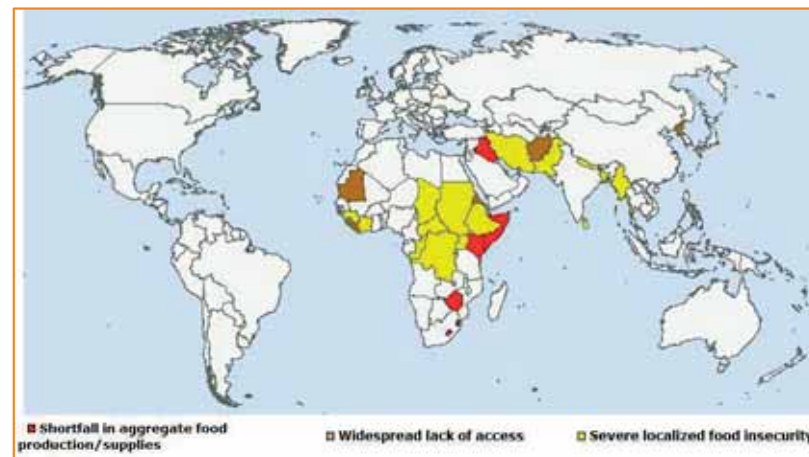 Shortfall in aggregate food
production/supplies
Widespread lack of access
Severe localized food insecurity